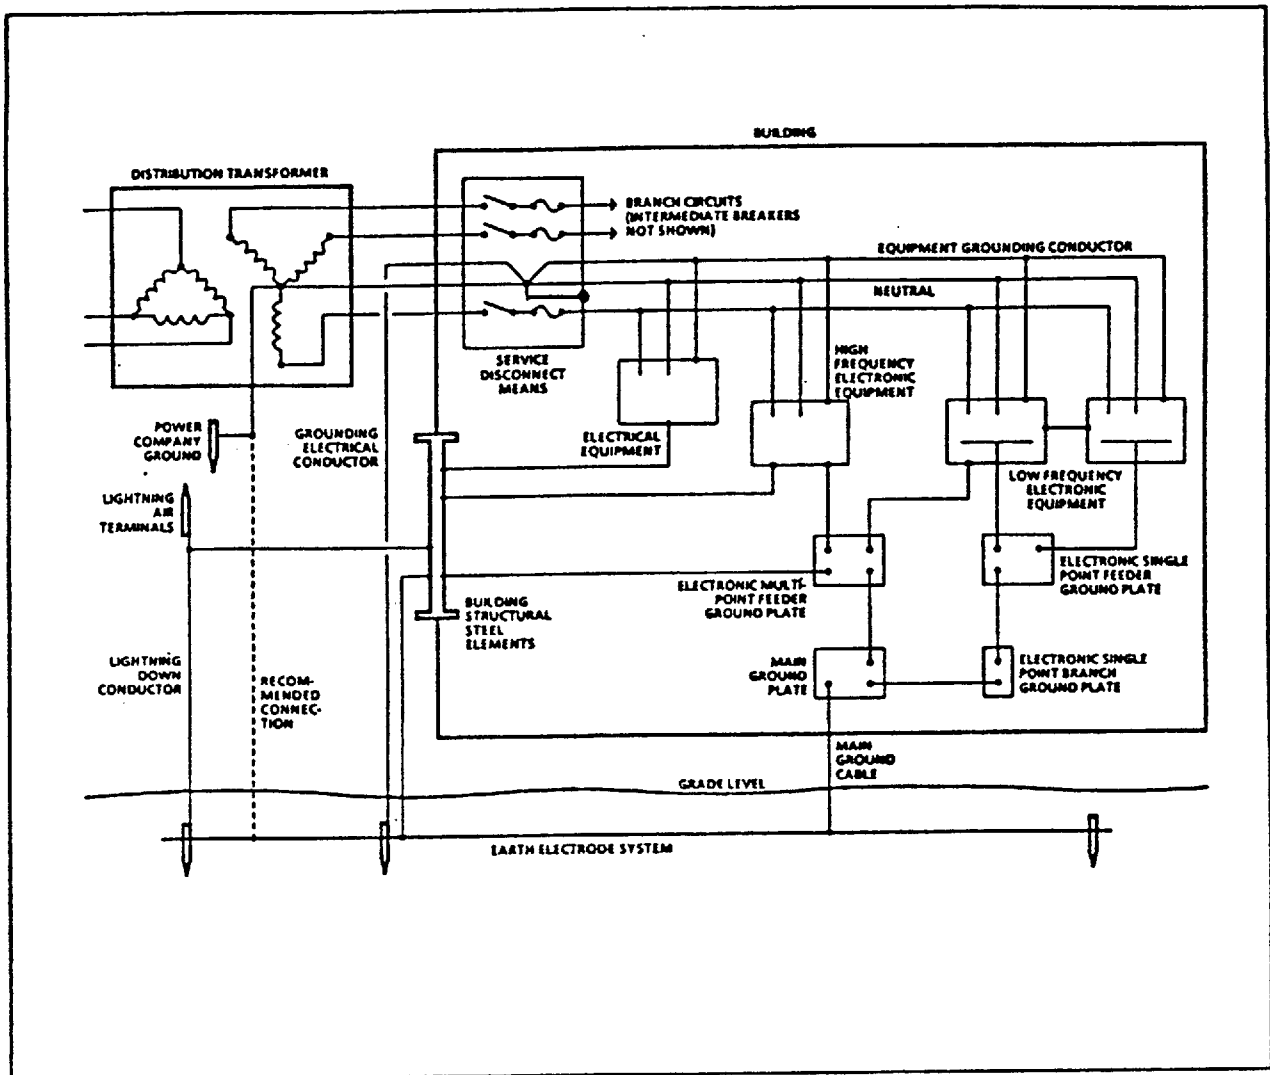 BUILDING
DISTRIBUTION TRANSFORMER
BRANCH CIRCUITS
(INTERMEDIATE BREAKERS
NOT SHOWN)
EQUIPMENT GROUNDING CONDUCTOR
NEUTRAL
SERVICE
DISCONNECT
MEANS
HIGH
FREQUENCY
ELECTRONIC
EQUIPMENT
POWER
COMPANY
GROUND
GROUNDING
ELECTRICAL
CONDUCTOR
ELECTRICAL
EQUIPMENT
LOW FREQUENCY
ELECTRONIC
EQUIPMENT
LIGHTNING
AIR
TERMINALS
ELECTRONIC MULTI-
POINT FEEDER
GROUND PLATE
ELECTRONIC SINGLE
POINT FEEDER
GROUND PLATE
BUILDING
STRUCTURAL
STEEL
ELEMENTS
LIGHTNING
DOWN
CONDUCTOR
RECOM-
MENDED
CONNEC-
TION
MAIN
GROUND
PLATE
ELECTRONIC SINGLE
POINT BRANCH
GROUND PLATE
MAIN
GROUND
CABLE
GRADE LEVEL
EARTH ELECTRODE SYSTEM